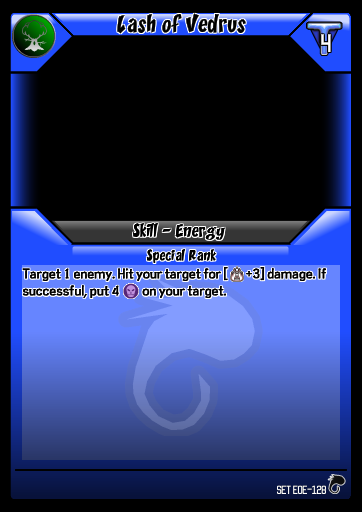 Lash of Vedrus
4
Skill - Energy
Special Rank
Target 1 enemy. Hit your target for [ +3] damage. If
successful, put 4 on your target.
SET EOE-128